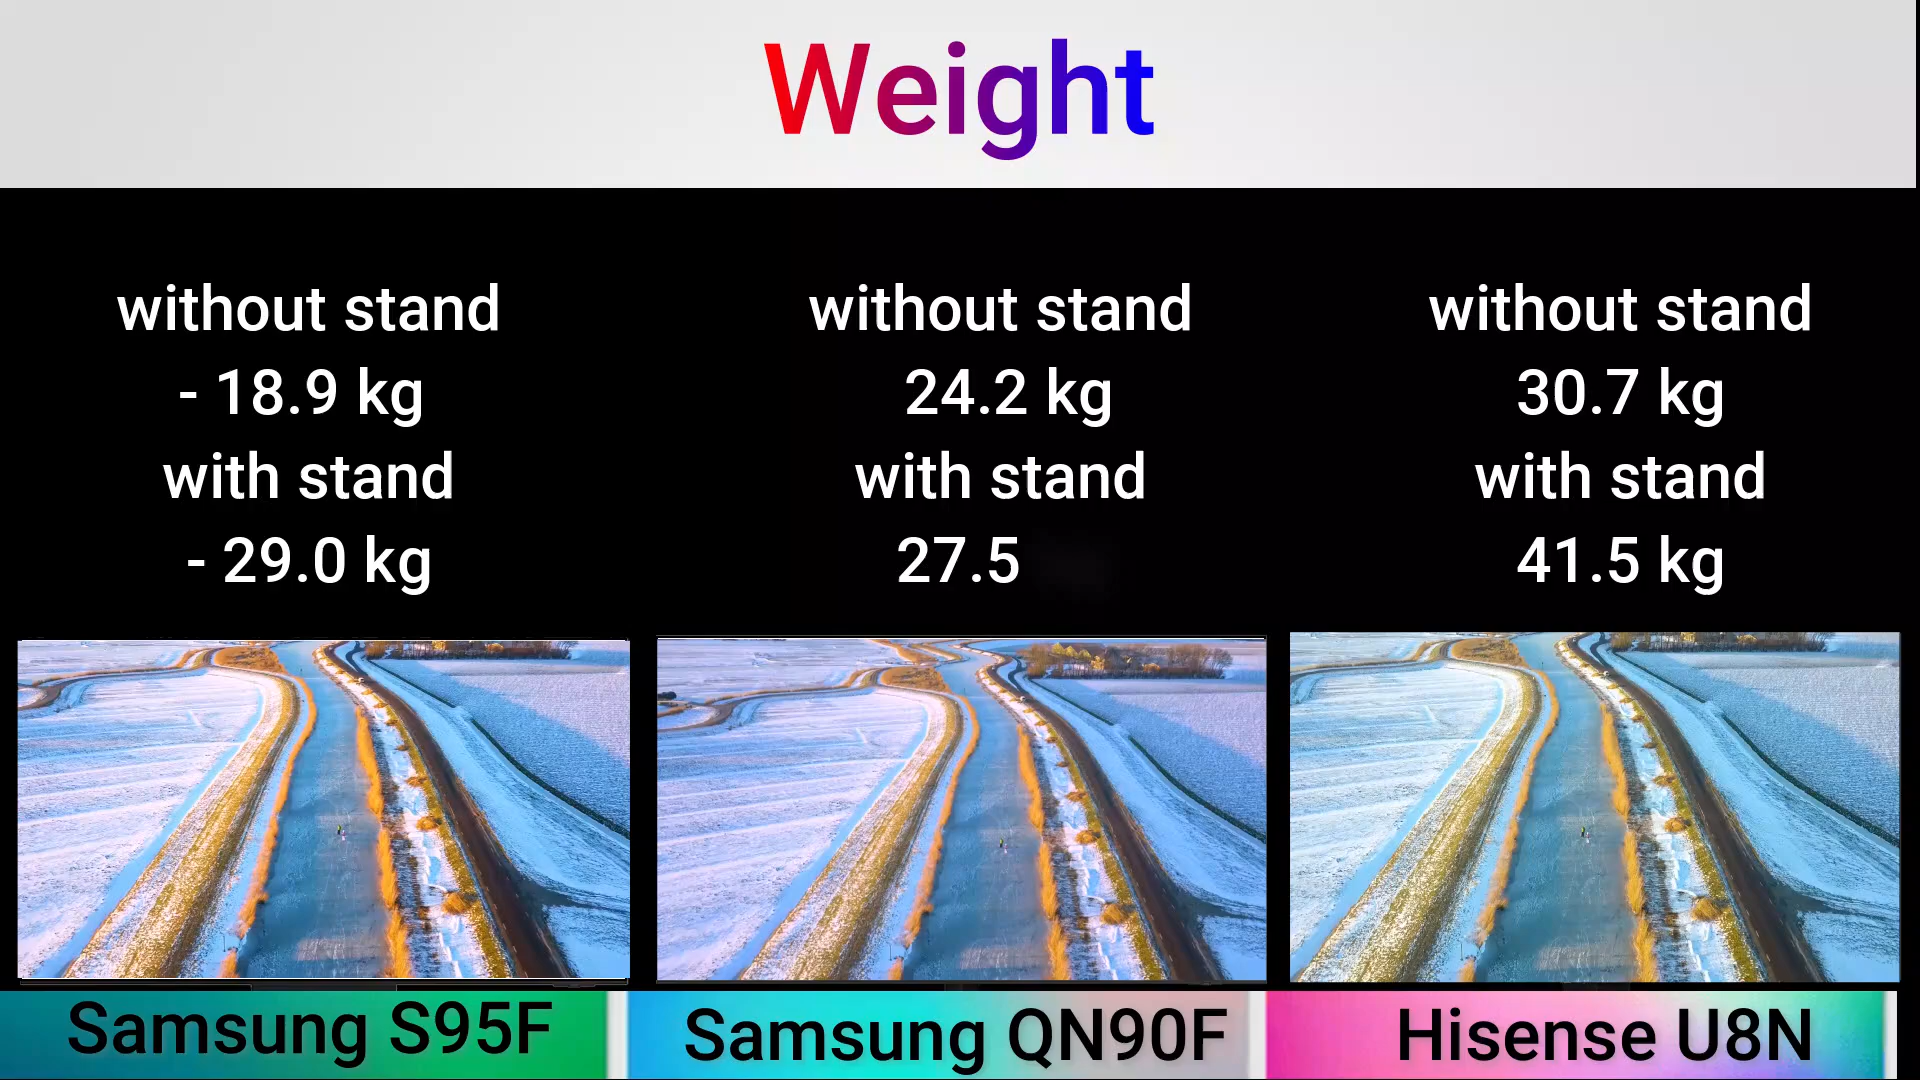 Weight
without stand
- 18.9 kg
with stand
- 29.0 kg
without stand
24.2 kg
with stand
27.5
without stand
30.7 kg
with stand
41.5 kg
Samsung S95F
Samsung QN90F
Hisense U8N